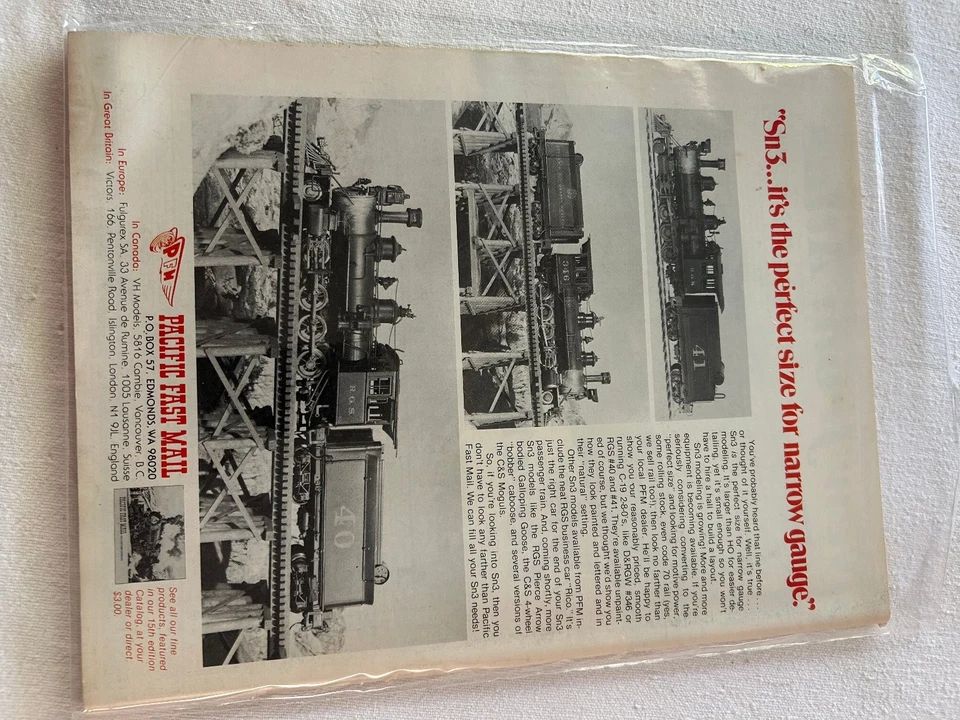 "Sn3...it's the perfect size for narrow gauge."
You've probably heard that line before . . .
or thought of it yourself. Well, it's true . . .
Sn3 is the perfect size for narrow gauge
modeling. It's larger than HO for easier de-
tailing, yet it's small enough so you won't
have to hire a hall to build a layout.
Sn3 modeling is growing! More and more
equipment is becoming available. If you're
seriously considering converting to the
"perfect size" and looking for motive power,
some rolling stock, even code 70 rail (yes,
we sell rail too!), then look no farther than
your local PFM dealer. He'll be happy to
show you our reasonably priced, smooth
running C-19 2-8-0's, like D&RGW #346 or
RGS #40 and #41. They're available unpaint-
ed of course, but we thought we'd show you
how they look painted and lettered and in
their "natural" setting.
Other Sn3 models available from PFM in-
clude the neat RGS business car-"Rico." It's
just the right car for the end of your Sn3
passenger train. And, coming shortly, more
Sn3 models like the RGS Pierce Arrow
bodied Galloping Goose, the C&S 4-wheel
"bobber" caboose, and several versions of
the C&S Moguls.
So, if you're looking into Sn3, then you
don't have to look any farther than Pacific
Fast Mail. We can fill all your Sn3 needs!
RGS
41
346
RGS
41
PFM
PACIFIC FAST MAIL
P.O. BOX 57, EDMONDS, WA 98020
In Canada: VH Models, 5816 Cambie, Vancouver, B.C.
In Europe: Fulgurex SA, 33 Avenue de Rumine, 1005 Lausanne, Suisse
In Great Britain: Victors, 166, Pentonville Road, Islington, London, N1 9JL, England
See all our fine
products, featured
in our 15th edition
Catalog, at your
dealer or direct.
$3.00